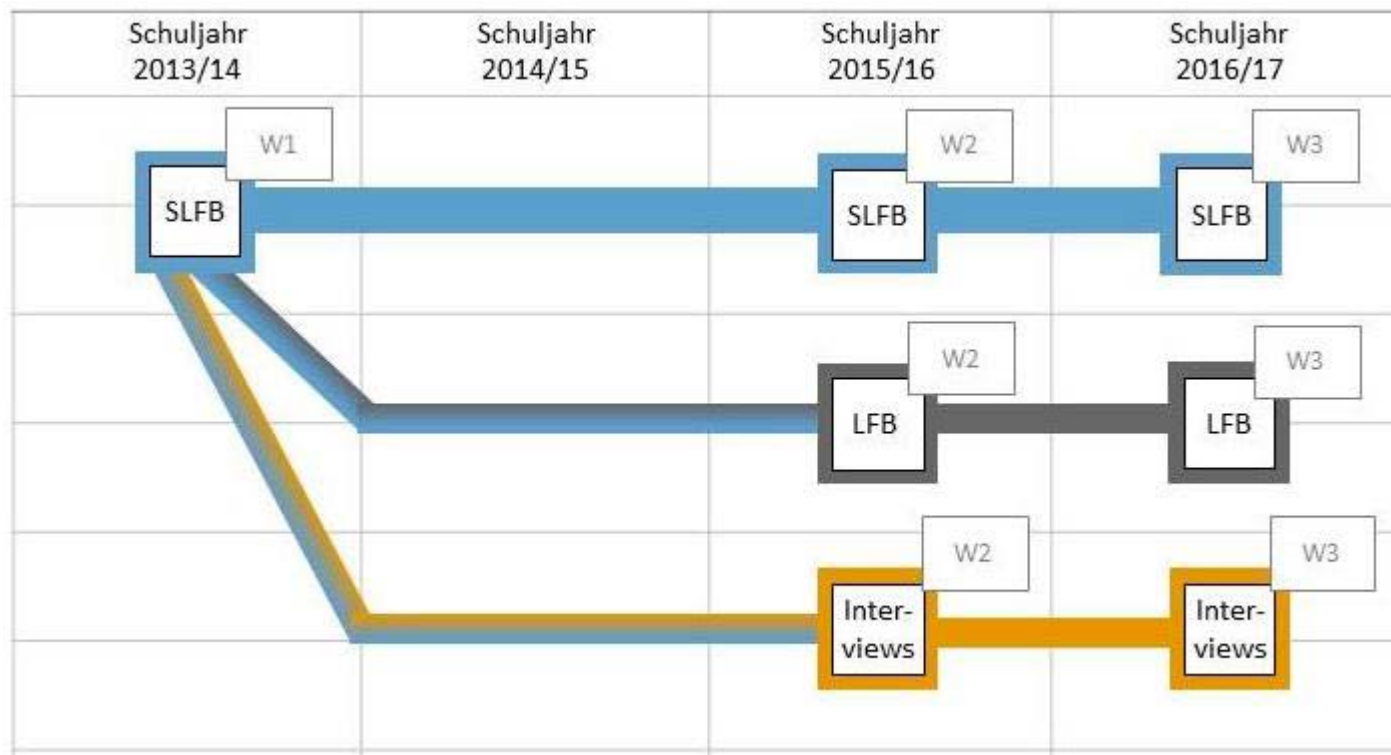 Schuljahr
2013/14
Schuljahr
2014/15
Schuljahr
2015/16
Schuljahr
2016/17
W1
W2
W3
SLFB
SLFB
SLFB
W2
W3
LFB
LFB
W2
W3
Inter-
views
Inter-
views